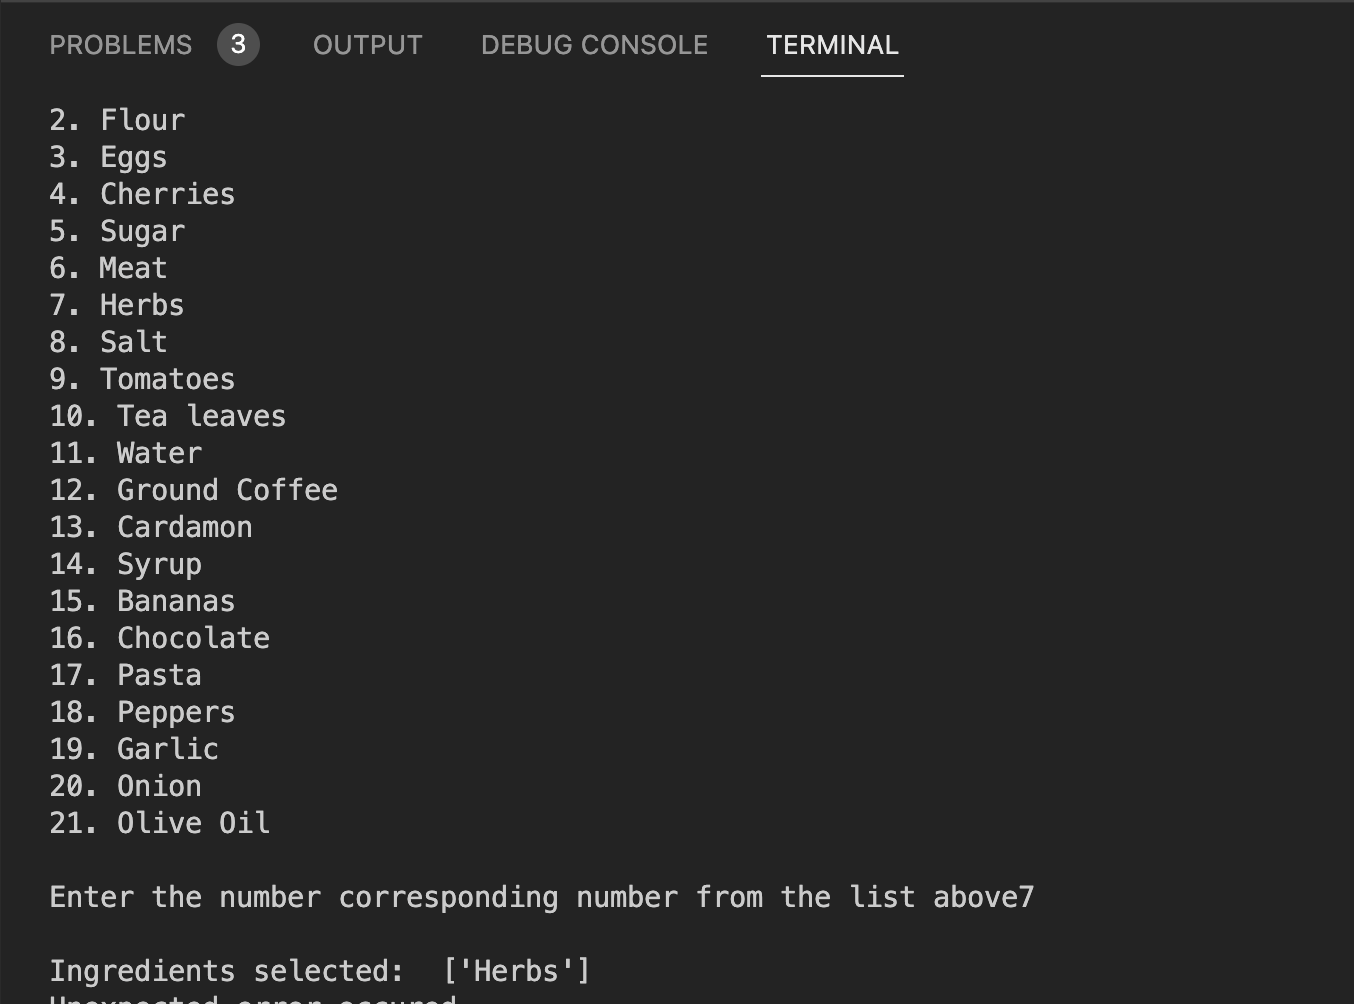 PROBLEMS 3 OUTPUT DEBUG CONSOLE TERMINAL
2. Flour
3. Eggs
4. Cherries
5. Sugar
6. Meat
7. Herbs
8. Salt
9. Tomatoes
10. Tea leaves
11. Water
12. Ground Coffee
13. Cardamon
14. Syrup
15. Bananas
16. Chocolate
17. Pasta
18. Peppers
19. Garlic
20. Onion
21. Olive Oil
Enter the number corresponding number from the list above7
Ingredients selected:  ['Herbs']
Unexpected error occured